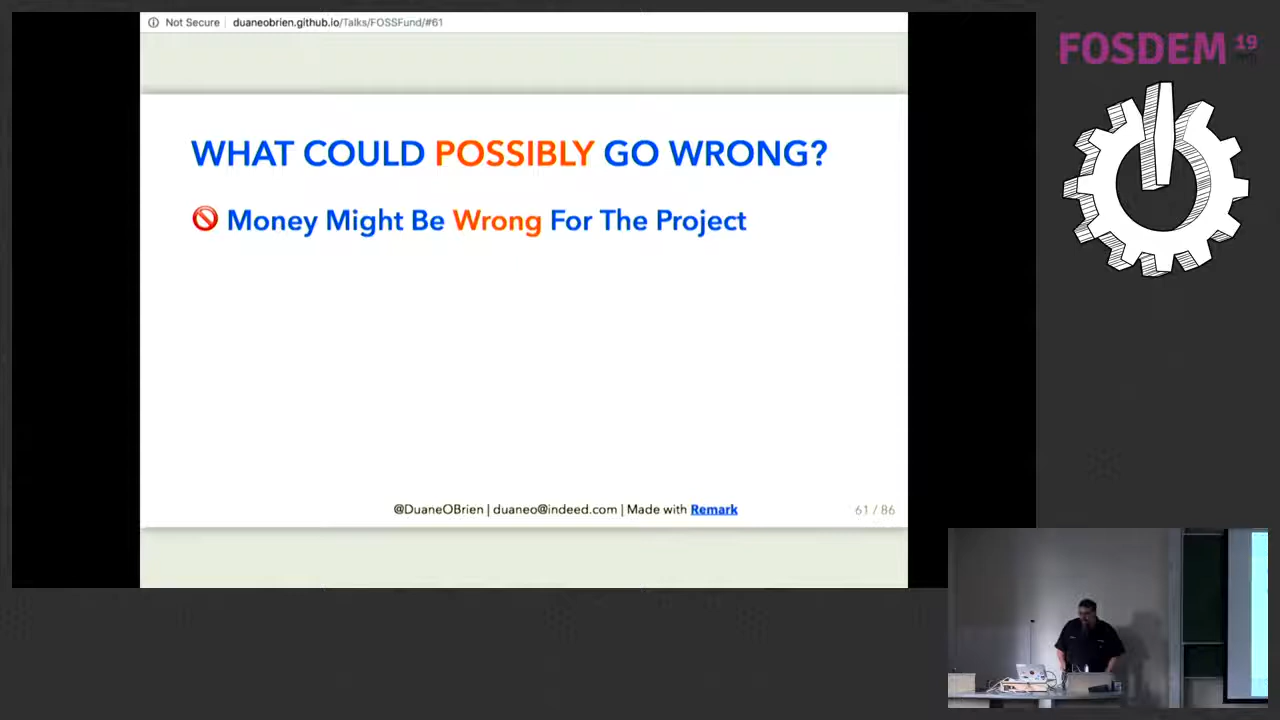 Not Secure duaneobrien.github.io/Talks/FOSSFund/#61
FOSDEM 19
WHAT COULD POSSIBLY GO WRONG?
Money Might Be Wrong For The Project
@DuaneOBrien | duaneo@indeed.com | Made with Remark
61 / 86